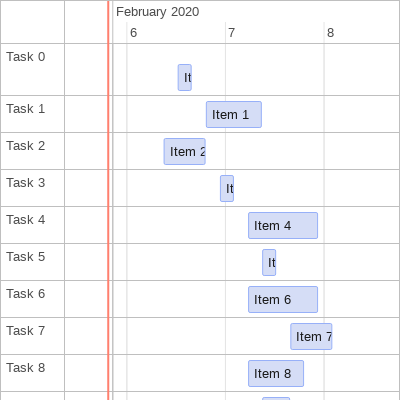 February 2020
6 7 8
Task 0
It
Task 1
Item 1
Task 2
Item 2
Task 3
It
Task 4
Item 4
Task 5
It
Task 6
Item 6
Task 7
Item 7
Task 8
Item 8